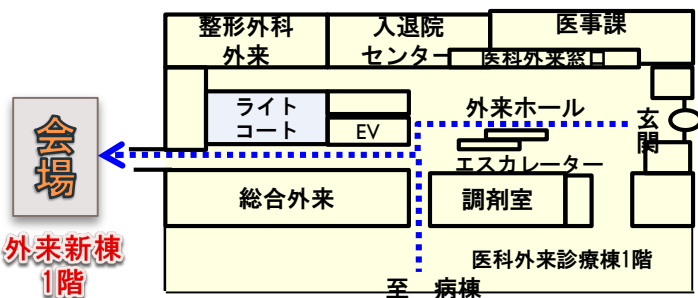 整形外科
外来
入退院
センター
医事課
医科外来窓口
ライト
コート
EV
外来ホール
玄
関
エスカレーター
会
場
総合外来
調剤室
外来新棟
1階
医科外来診療棟1階
至 病棟